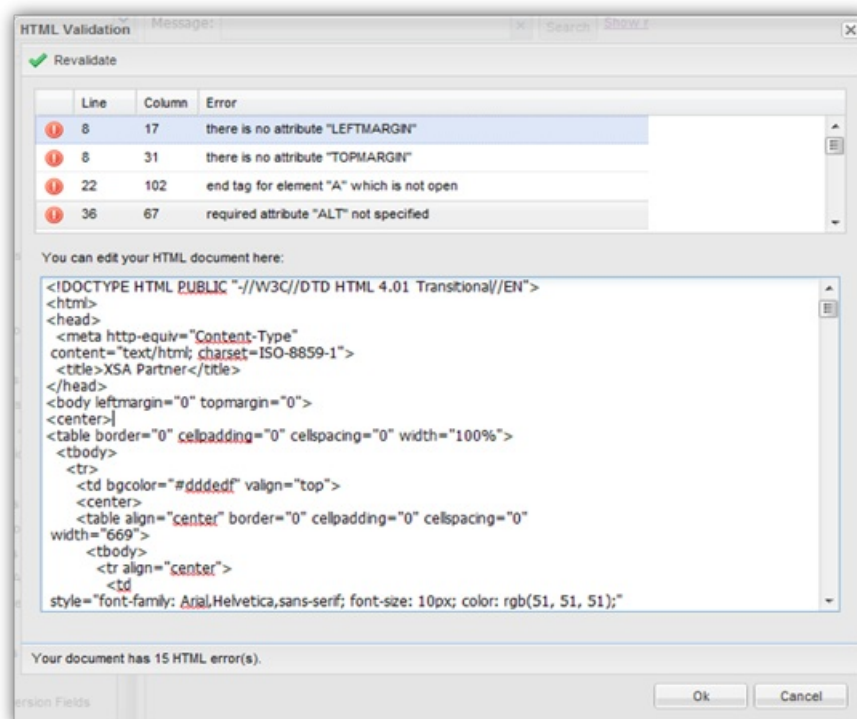 HTML Validation
Message:
Search
Show r
Revalidate
Line Column Error
8 17 there is no attribute "LEFTMARGIN"
8 31 there is no attribute "TOPMARGIN"
22 102 end tag for element "A" which is not open
36 67 required attribute "ALT" not specified
You can edit your HTML document here:
<!DOCTYPE HTML PUBLIC "-//W3C//DTD HTML 4.01 Transitional//EN">
<html>
<head>
<meta http-equiv="Content-Type"
content="text/html; charset=ISO-8859-1">
<title>XSA Partner</title>
</head>
<body leftmargin="0" topmargin="0">
<center>
<table border="0" cellpadding="0" cellspacing="0" width="100%">
<tbody>
<tr>
<td bgcolor="#dddedf" valign="top">
<center>
<table align="center" border="0" cellpadding="0" cellspacing="0"
width="669">
<tbody>
<tr align="center">
<td
style="font-family: Arial,Helvetica,sans-serif; font-size: 10px; color: rgb(51, 51, 51);"
Your document has 15 HTML error(s).
Ok Cancel
ersion Fields